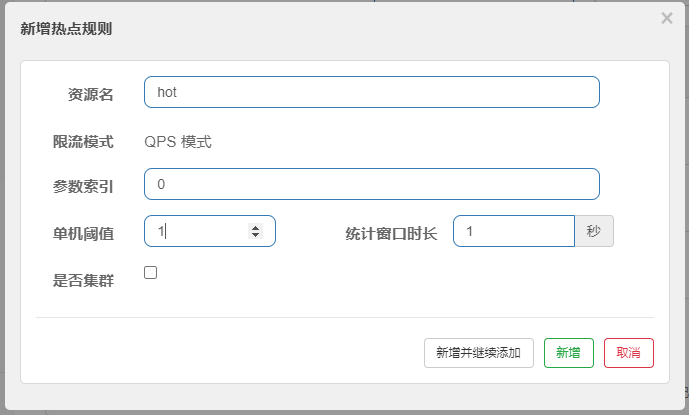 新增热点规则 ×
资源名 hot
限流模式 QPS 模式
参数索引 0
单机阈值 1 统计窗口时长 1 秒
是否集群
新增并继续添加 新增 取消